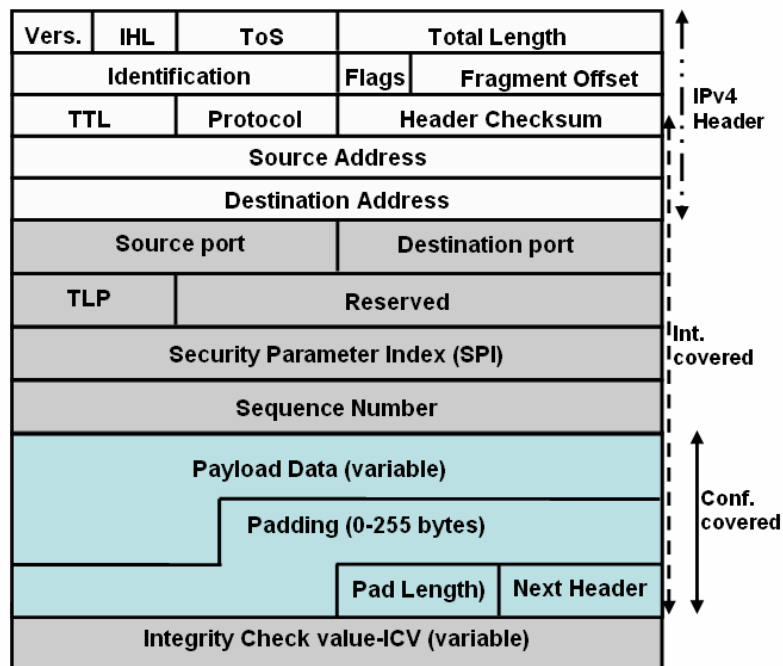 Vers. IHL ToS Total Length
Identification Flags Fragment Offset
IPv4
Header
TTL Protocol Header Checksum
Source Address
Destination Address
Source port Destination port
TLP Reserved
Int.
covered
Security Parameter Index (SPI)
Sequence Number
Payload Data (variable)
Conf.
covered
Padding (0-255 bytes)
Pad Length) Next Header
Integrity Check value-ICV (variable)